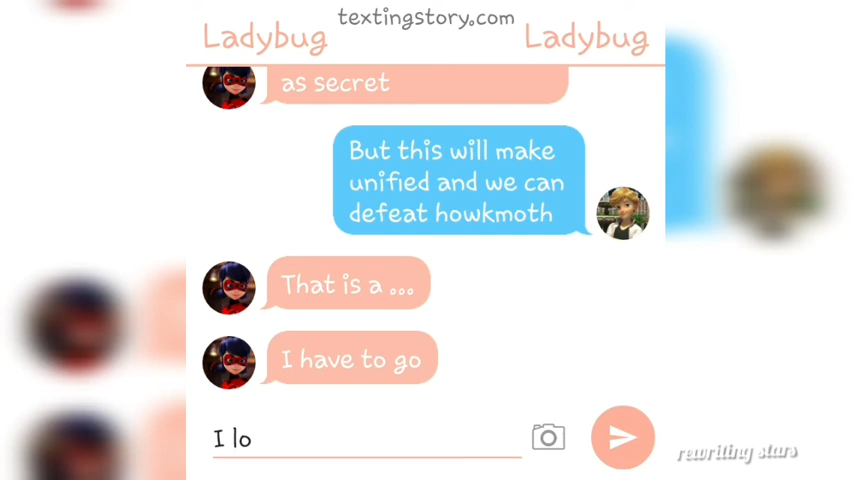 textingstory.com
Ladybug
Ladybug
as secret
But this will make
unified and we can
defeat howkmoth
That is a ...
I have to go
I lo
rewriting stars